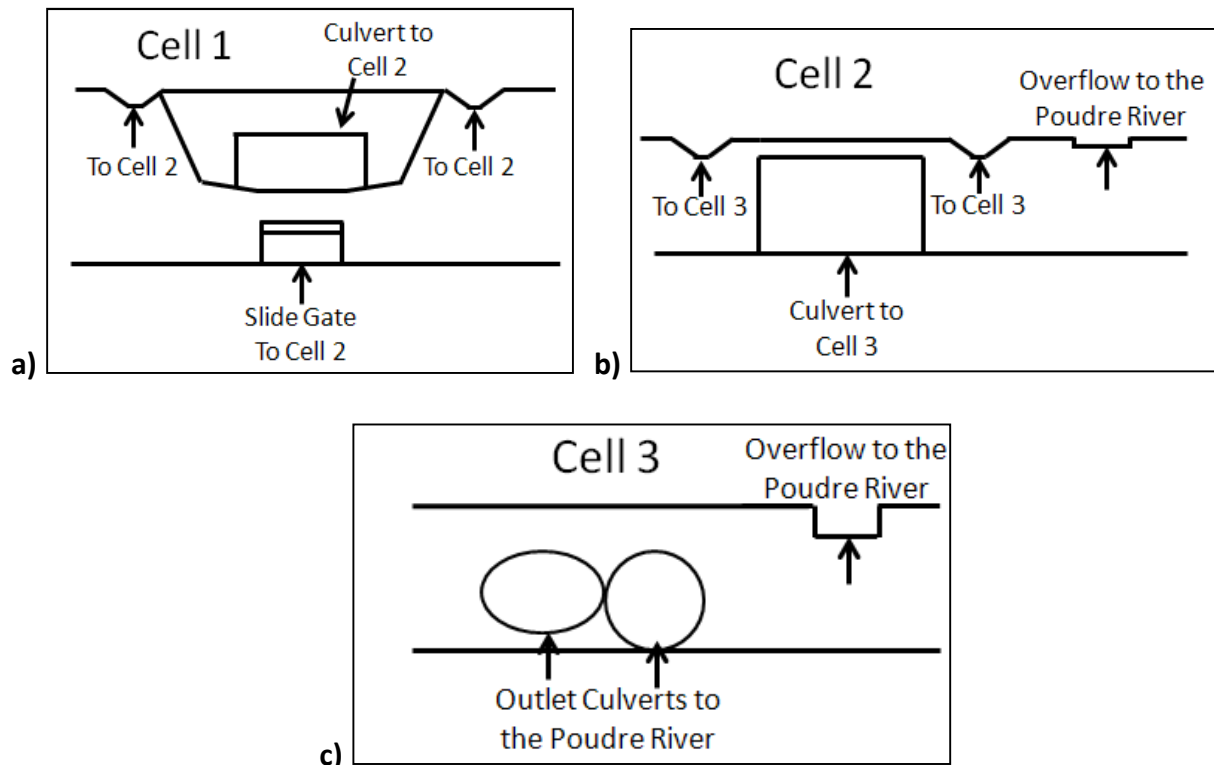 Cell 1
Culvert to
Cell 2
To Cell 2
To Cell 2
Slide Gate
To Cell 2
a)
Cell 2
Overflow to the
Poudre River
To Cell 3
To Cell 3
Culvert to
Cell 3
b)
Cell 3
Overflow to the
Poudre River
Outlet Culverts to
the Poudre River
c)